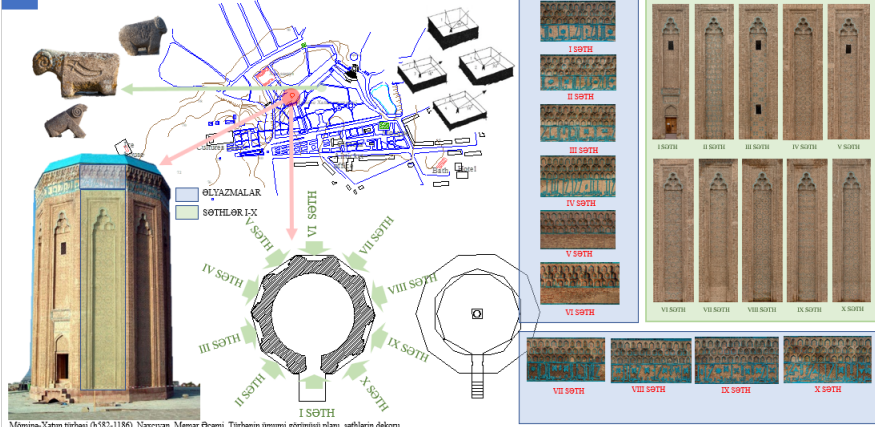 Bath
Hotel
ƏLYAZMALAR
SƏTHLƏR I-X
I SƏTH
II SƏTH
III SƏTH
IV SƏTH
V SƏTH
VI SƏTH
VII SƏTH
VIII SƏTH
IX SƏTH
X SƏTH
I SƏTH
II SƏTH
III SƏTH
IV SƏTH
V SƏTH
VI SƏTH
VII SƏTH
VIII SƏTH
IX SƏTH
X SƏTH
I SƏTH
II SƏTH
III SƏTH
IV SƏTH
V SƏTH
VI SƏTH
VII SƏTH
VIII SƏTH
IX SƏTH
X SƏTH
Möminə-Xatun türbəsi (h582-1186). Naxçıvan. Memar Əcəmi. Türbənin ümumi görünüşü planı, səthlərin dekoru